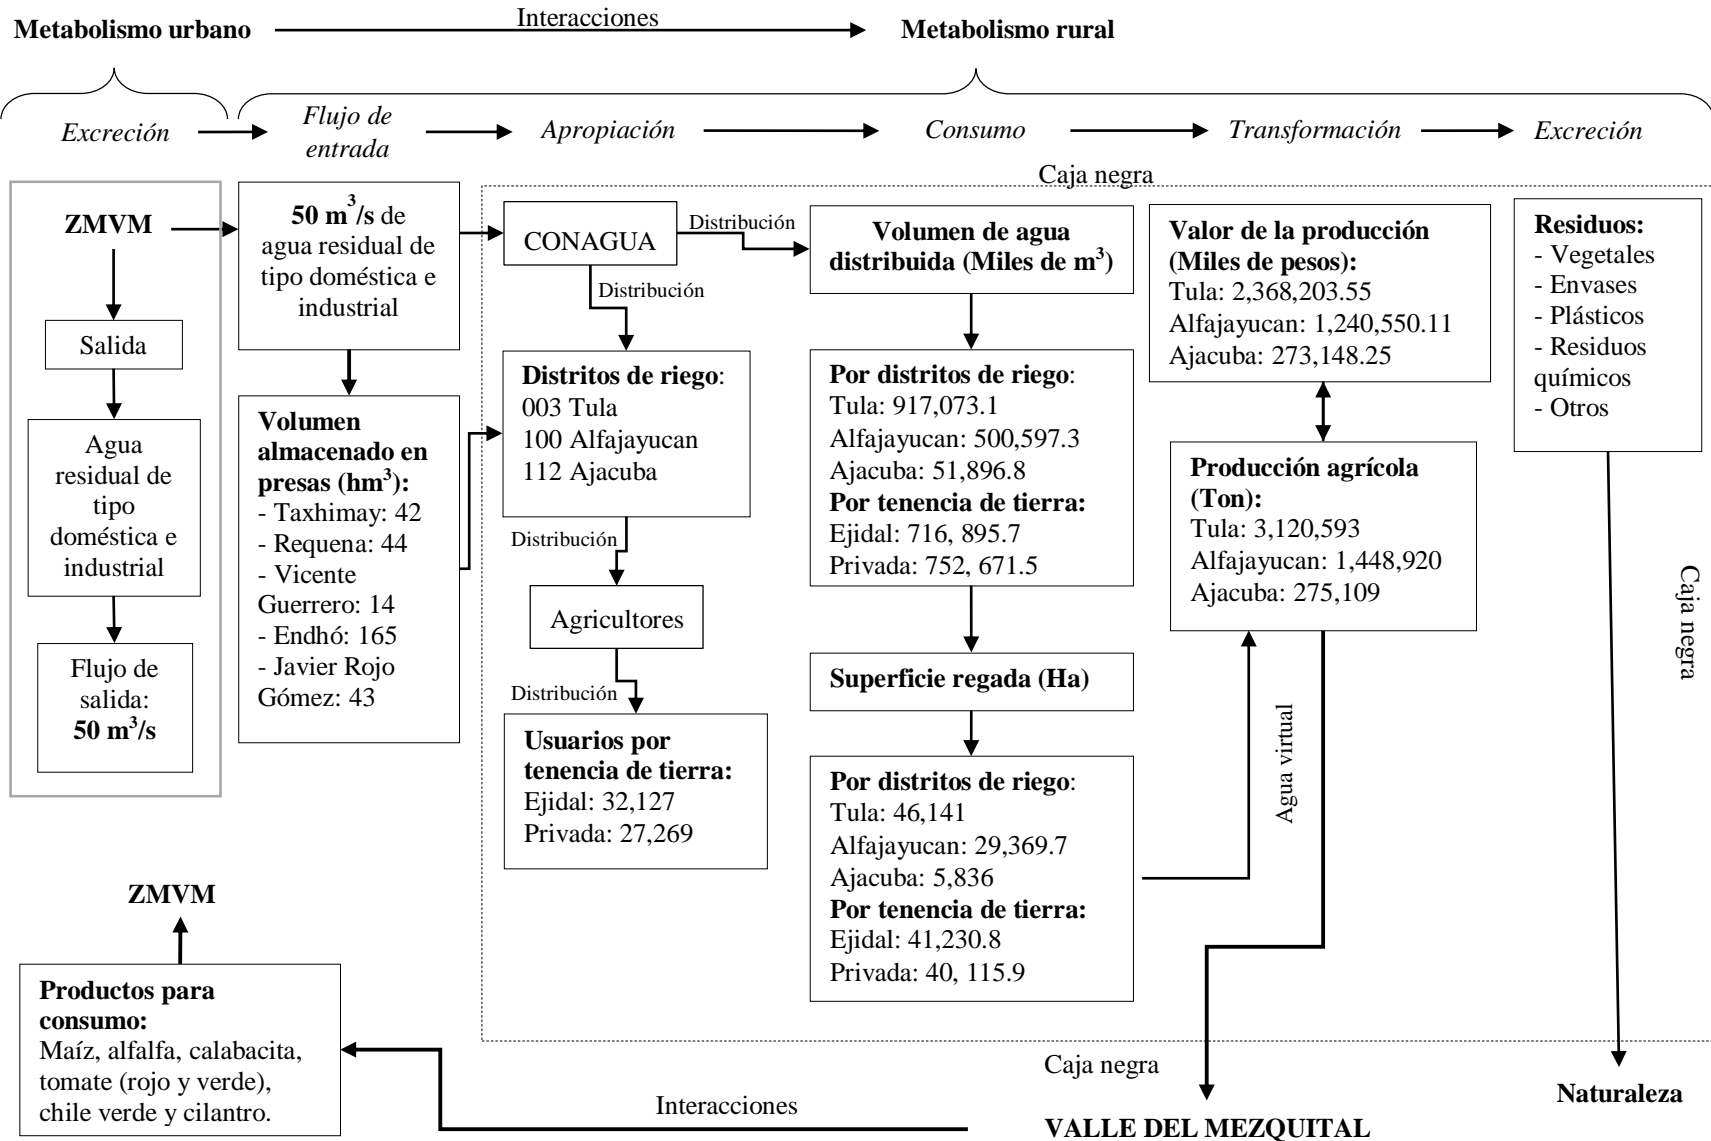 Interacciones
Metabolismo urbano
Metabolismo rural
Excreción
Flujo de
entrada
Apropiación
Consumo
Transformación
Excreción
Caja negra
ZMVM
Salida
Agua
residual de
tipo
doméstica e
industrial
Flujo de
salida:
50 m³/s
50 m³/s de
agua residual de
tipo doméstica e
industrial
Volumen
almacenado en
presas (hm³):
- Taxhimay: 42
- Requena: 44
- Vicente
Guerrero: 14
- Endhó: 165
- Javier Rojo
Gómez: 43
CONAGUA
Distribución
Distribución
Distritos de riego:
003 Tula
100 Alfajayucan
112 Ajacuba
Distribución
Agricultores
Distribución
Usuarios por
tenencia de tierra:
Ejidal: 32,127
Privada: 27,269
Volumen de agua
distribuida (Miles de m³)
Por distritos de riego:
Tula: 917,073.1
Alfajayucan: 500,597.3
Ajacuba: 51,896.8
Por tenencia de tierra:
Ejidal: 716, 895.7
Privada: 752, 671.5
Superficie regada (Ha)
Por distritos de riego:
Tula: 46,141
Alfajayucan: 29,369.7
Ajacuba: 5,836
Por tenencia de tierra:
Ejidal: 41,230.8
Privada: 40, 115.9
Valor de la producción
(Miles de pesos):
Tula: 2,368,203.55
Alfajayucan: 1,240,550.11
Ajacuba: 273,148.25
Producción agrícola
(Ton):
Tula: 3,120,593
Alfajayucan: 1,448,920
Ajacuba: 275,109
Agua virtual
Residuos:
- Vegetales
- Envases
- Plásticos
- Residuos
químicos
- Otros
Caja negra
ZMVM
Productos para
consumo:
Maíz, alfalfa, calabacita,
tomate (rojo y verde),
chile verde y cilantro.
Interacciones
Caja negra
VALLE DEL MEZQUITAL
Naturaleza